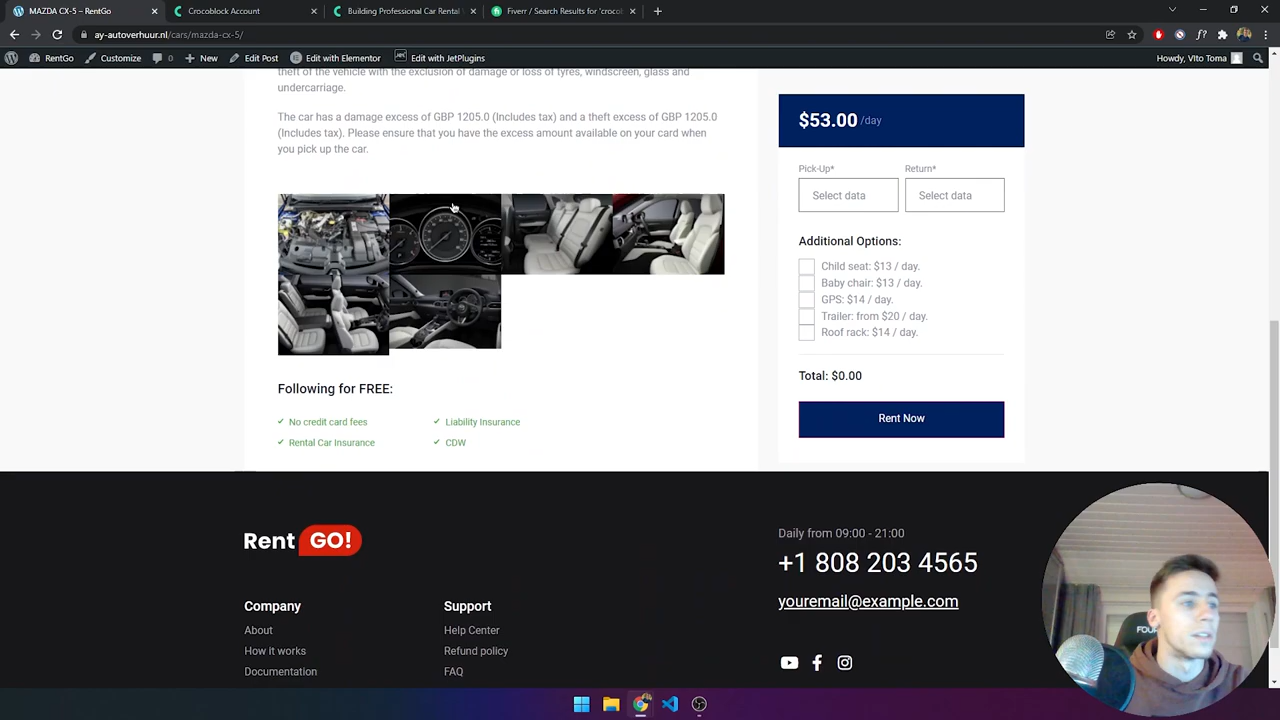 MAZDA CX-5 – RentGo
Crocoblock Account
Building Professional Car Rental
Fiverr / Search Results for 'croco
ay-autoverhuur.nl/cars/mazda-cx-5/
RentGo
Customize
0
New
Edit Post
Edit with Elementor
Edit with JetPlugins
Howdy, VIto Toma
theft of the vehicle with the exclusion of damage or loss of tyres, windscreen, glass and
undercarriage.
The car has a damage excess of GBP 1205.0 (Includes tax) and a theft excess of GBP 1205.0
(Includes tax). Please ensure that you have the excess amount available on your card when
you pick up the car.
$53.00 /day
Pick-Up*
Return*
Select data
Select data
Additional Options:
Child seat: $13 / day.
Baby chair: $13 / day.
GPS: $14 / day.
Trailer: from $20 / day.
Roof rack: $14 / day.
Total: $0.00
Rent Now
Following for FREE:
No credit card fees
Liability Insurance
Rental Car Insurance
CDW
Rent GO!
Daily from 09:00 - 21:00
+1 808 203 4565
youremail@example.com
Company
Support
About
Help Center
How it works
Refund policy
Documentation
FAQ